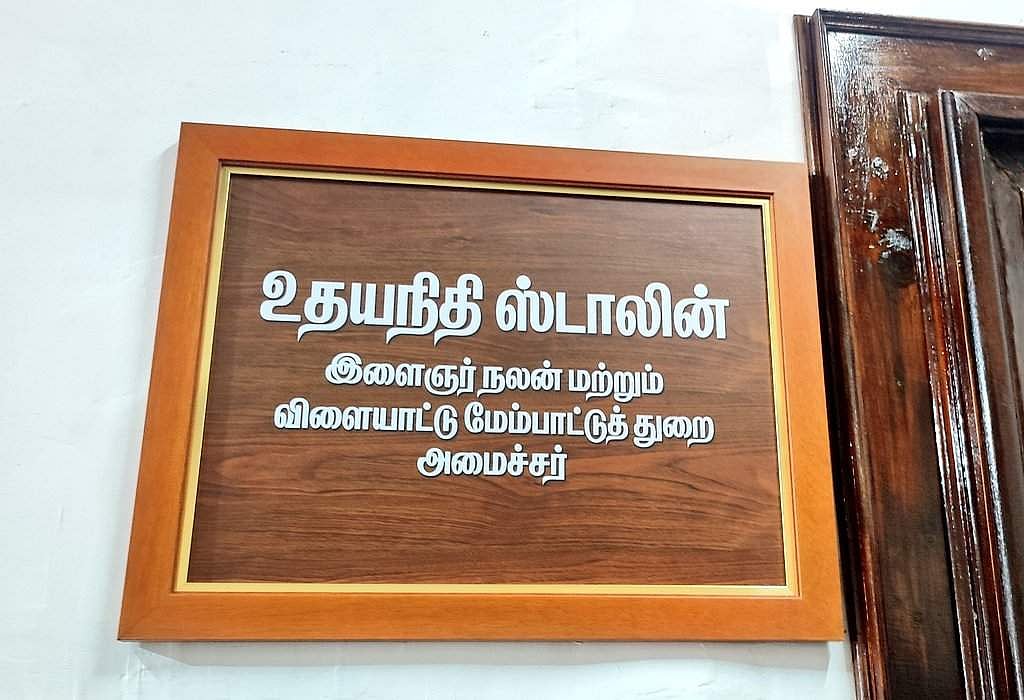 உதயநிதி ஸ்டாலின்
இளைஞர் நலன் மற்றும்
விளையாட்டு மேம்பாட்டுத் துறை
அமைச்சர்